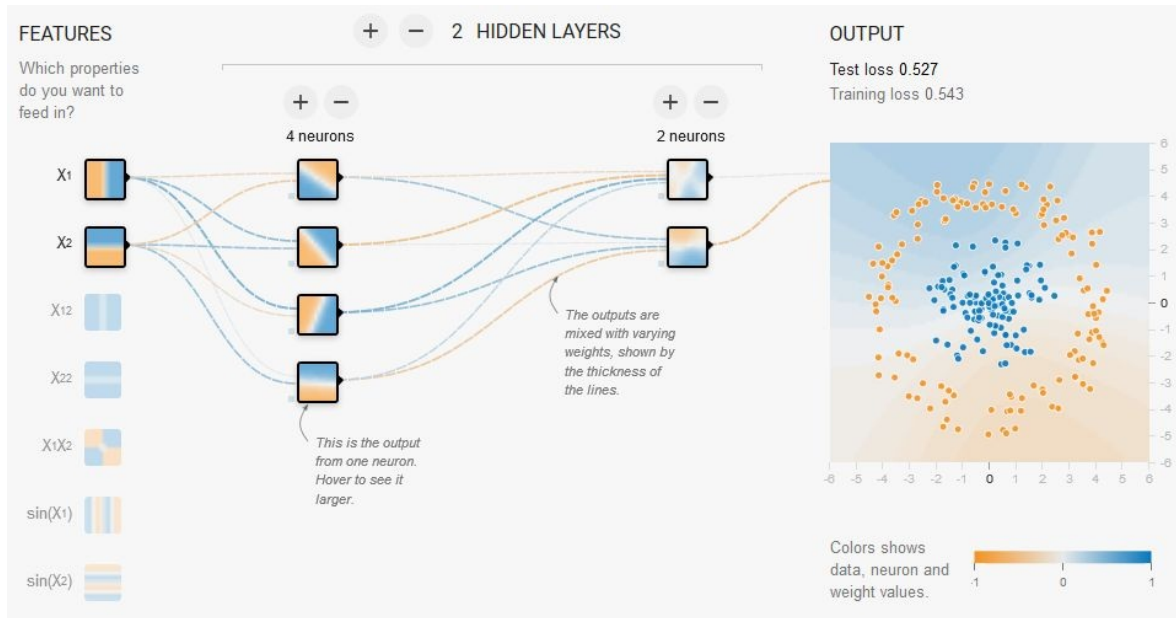 FEATURES
Which properties
do you want to
feed in?
X1
X2
X12
X22
X1X2
sin(X1)
sin(X2)
+ − 2 HIDDEN LAYERS
+ −
4 neurons
+ −
2 neurons
This is the output
from one neuron.
Hover to see it
larger.
The outputs are
mixed with varying
weights, shown by
the thickness of
the lines.
OUTPUT
Test loss 0.527
Training loss 0.543
6
5
4
3
2
1
0
-1
-2
-3
-4
-5
-6
-6 -5 -4 -3 -2 -1 0 1 2 3 4 5 6
Colors shows
data, neuron and
weight values.
-1 0 1